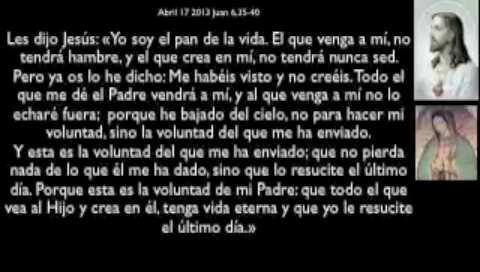 Abril 17 2013 Juan 6,35-40
Les dijo Jesús: «Yo soy el pan de la vida. El que venga a mí, no
tendrá hambre, y el que crea en mí, no tendrá nunca sed.
Pero ya os lo he dicho: Me habéis visto y no creéis. Todo el
que me dé el Padre vendrá a mí, y al que venga a mí no lo
echaré fuera; porque he bajado del cielo, no para hacer mi
voluntad, sino la voluntad del que me ha enviado.
Y esta es la voluntad del que me ha enviado; que no pierda
nada de lo que él me ha dado, sino que lo resucite el último
día. Porque esta es la voluntad de mi Padre: que todo el que
vea al Hijo y crea en él, tenga vida eterna y que yo le resucite
el último día.»